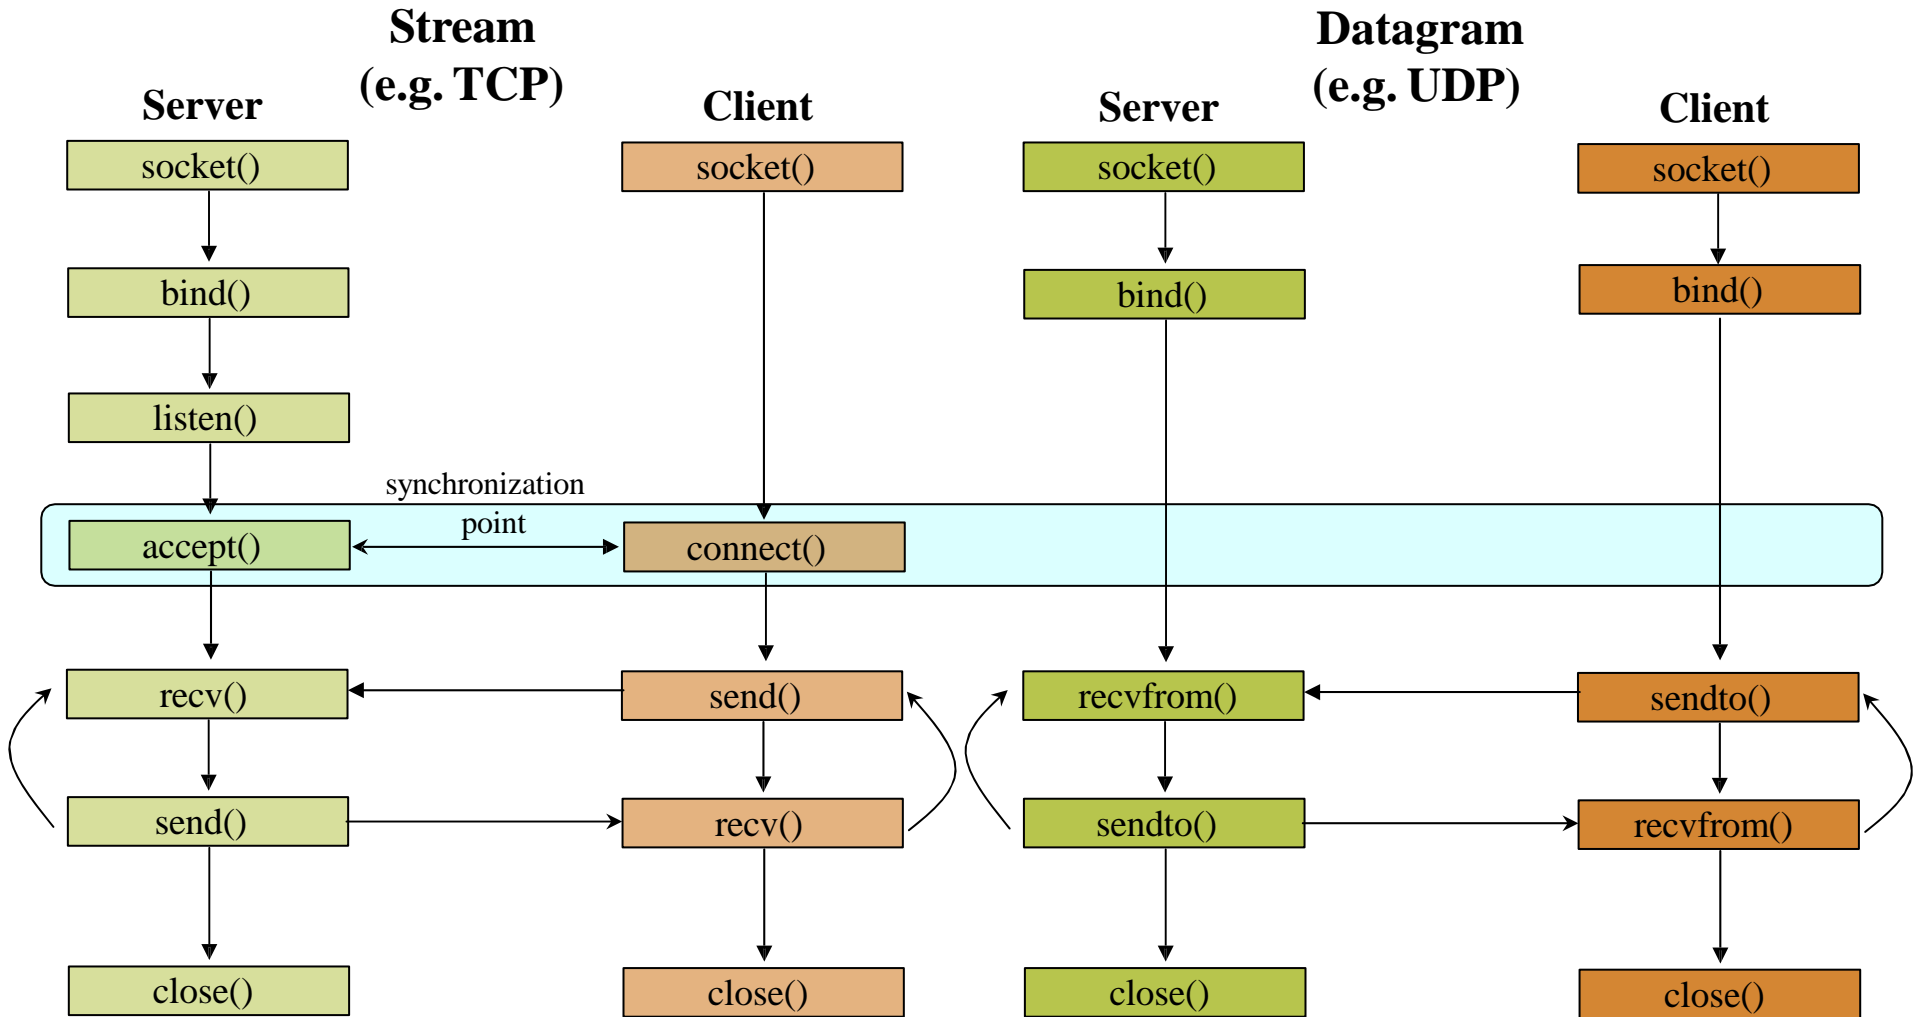 Stream
(e.g. TCP)
Datagram
(e.g. UDP)
Server
Client
Server
Client
socket()
socket()
socket()
socket()
bind()
bind()
bind()
listen()
synchronization
point
accept()
connect()
recv()
send()
recvfrom()
sendto()
send()
recv()
sendto()
recvfrom()
close()
close()
close()
close()